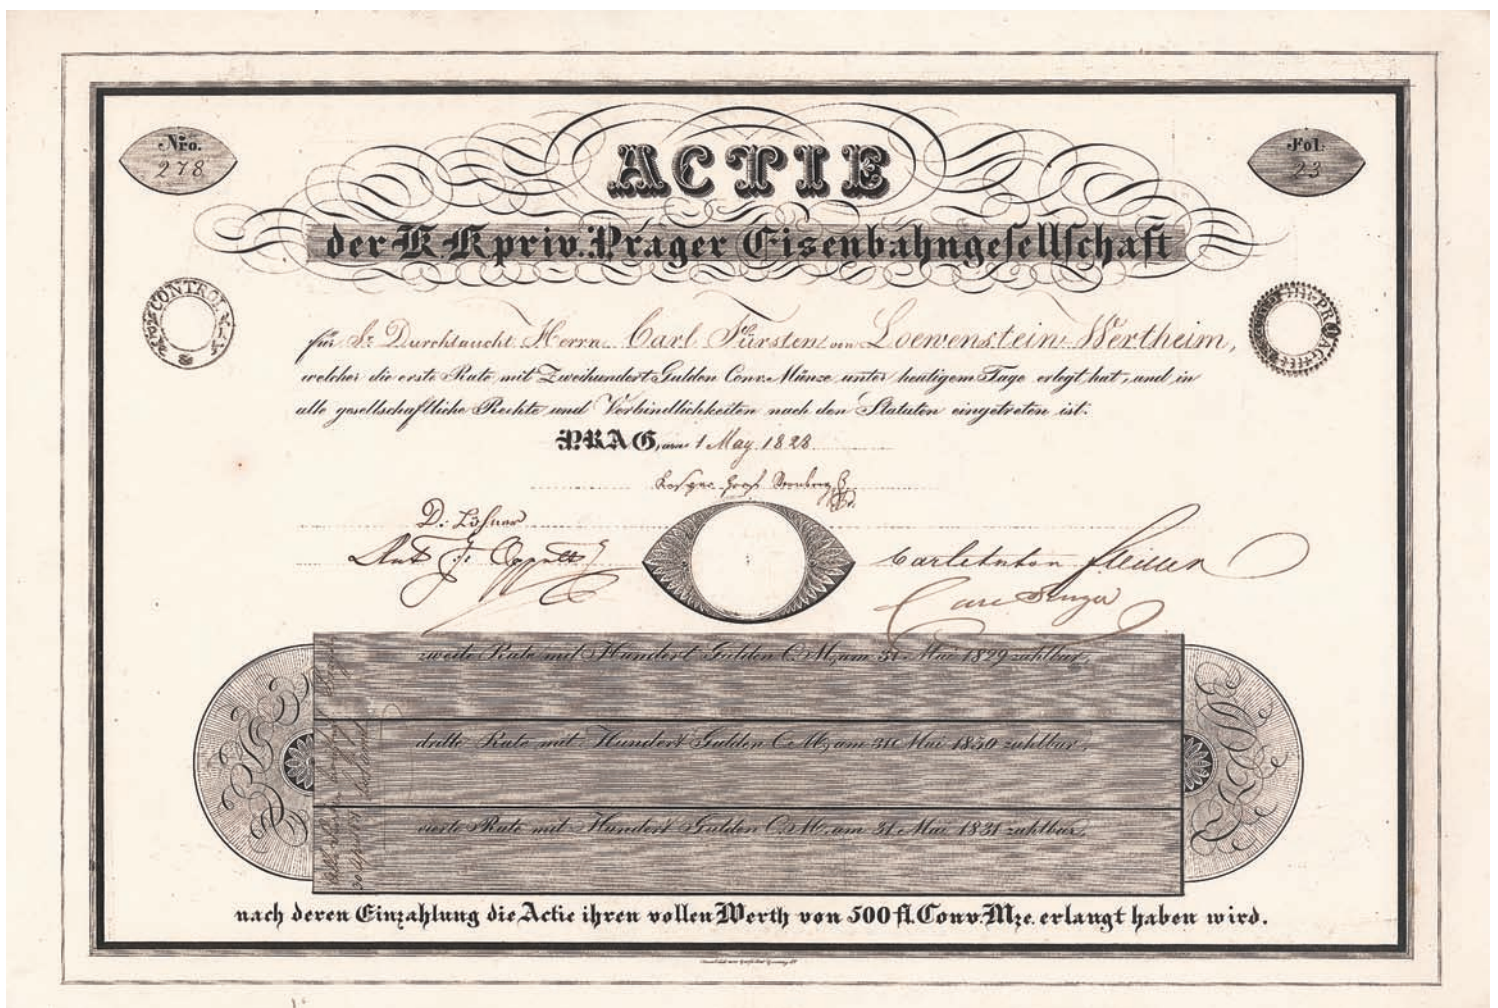 Nro.
278
Fol:
23
ACTIE
der K K priv. Prager Eisenbahngesellschaft
CONTROL
PRAG
für Sr Durchlaucht Herrn Carl Fürsten von Loewenstein-Wertheim,
welcher die erste Rate mit Zweihundert Gulden Conv. Münze unter heutigem Tage erlegt hat, und in
alle gesellschaftliche Rechte und Verbindlichkeiten nach den Statuten eingetreten ist.
PRAG, am 1 May 1828
zweite Rate mit Hundert Gulden C. M. am 31. Mai 1829 zahlbar,
dritte Rate mit Hundert Gulden C. M. am 31. Mai 1830 zahlbar,
vierte Rate mit Hundert Gulden C. M. am 31. Mai 1831 zahlbar,
nach deren Einzahlung die Actie ihren vollen Werth von 500 fl. Conv. Mze. erlangt haben wird.